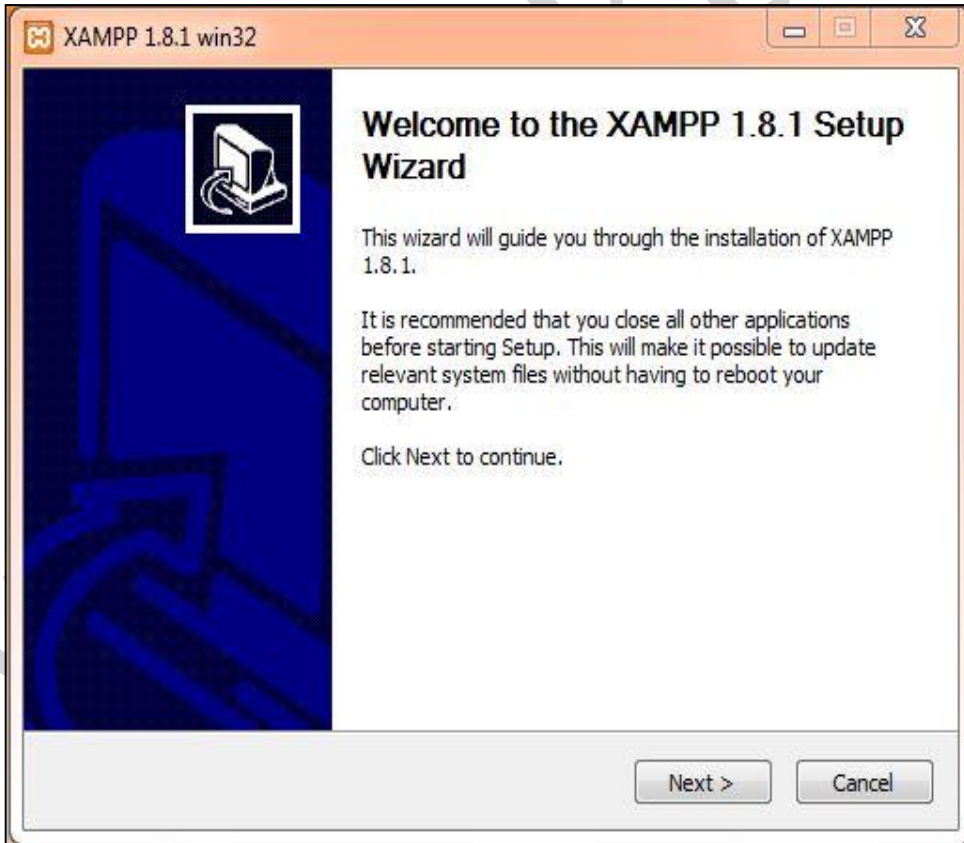 XAMPP 1.8.1 win32
Welcome to the XAMPP 1.8.1 Setup
Wizard
This wizard will guide you through the installation of XAMPP
1.8.1.
It is recommended that you close all other applications
before starting Setup. This will make it possible to update
relevant system files without having to reboot your
computer.
Click Next to continue.
Next >
Cancel